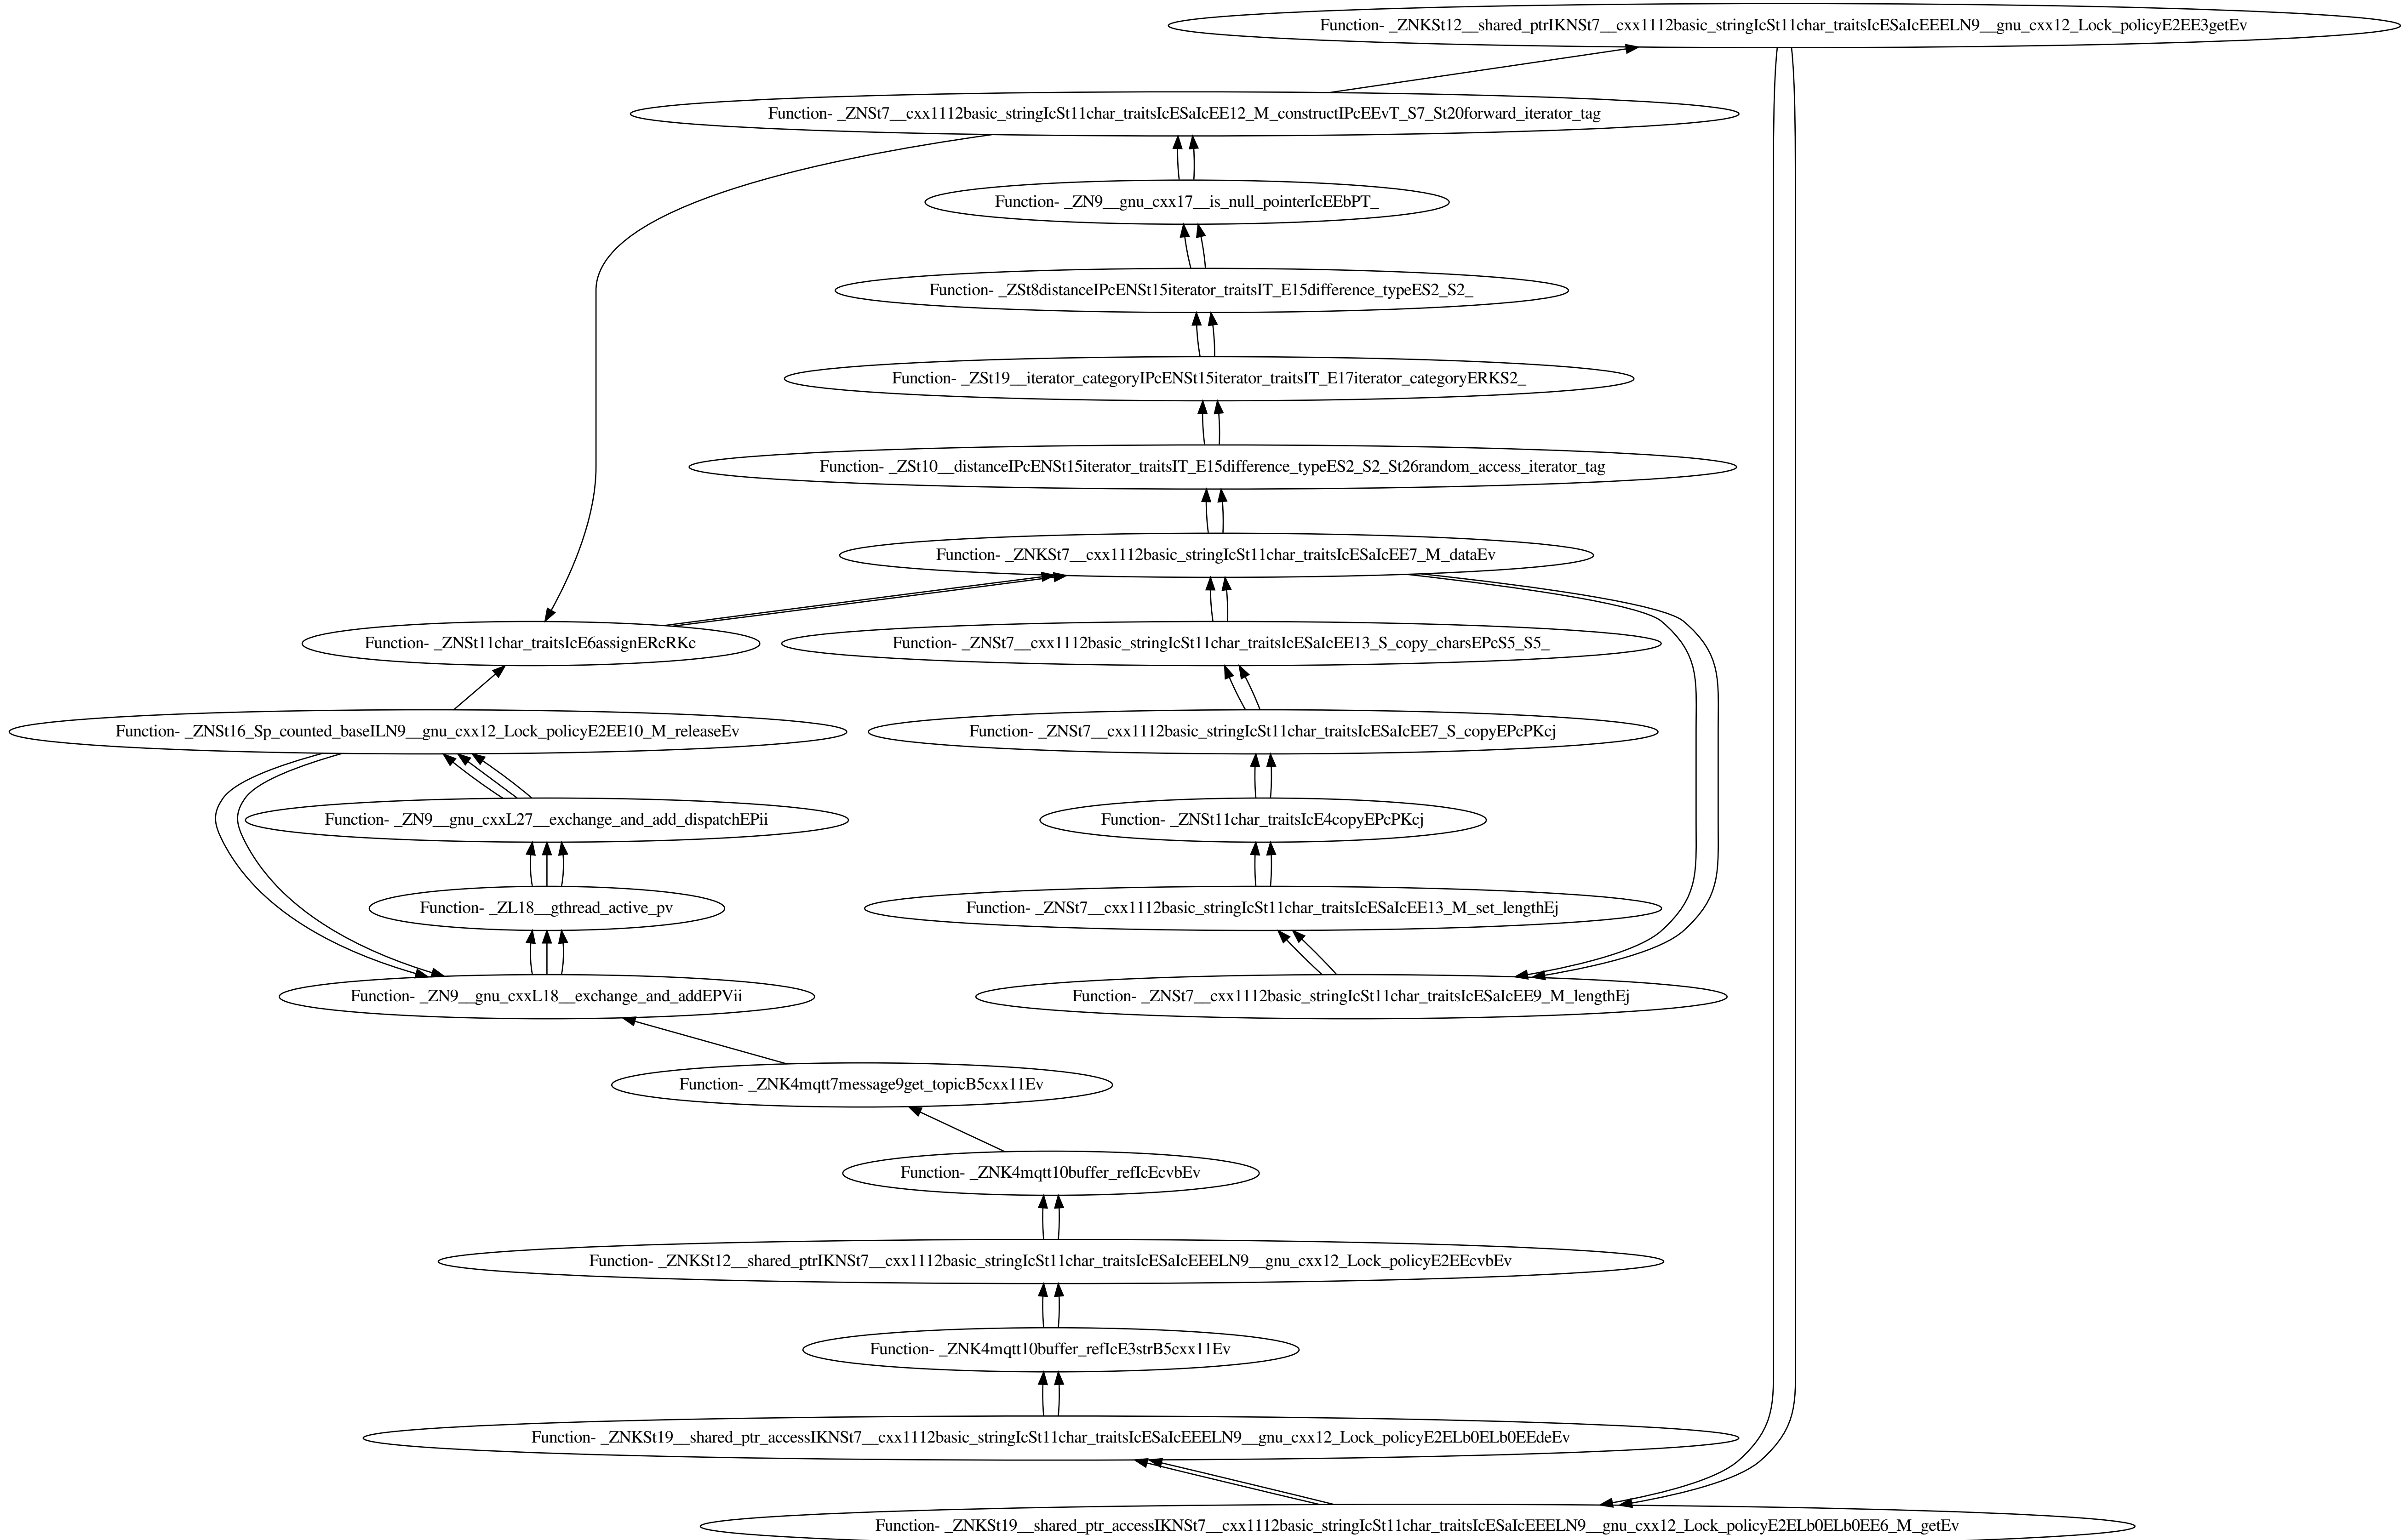 Function- _ZNKSt12__shared_ptrIKNSt7__cxx1112basic_stringIcSt11char_traitsIcESaIcEEELN9__gnu_cxx12_Lock_policyE2EE3getEv
Function- _ZNSt7__cxx1112basic_stringIcSt11char_traitsIcESaIcEE12_M_constructIPcEEvT_S7_St20forward_iterator_tag
Function- _ZN9__gnu_cxx17__is_null_pointerIcEEbPT_
Function- _ZSt8distanceIPcENSt15iterator_traitsIT_E15difference_typeES2_S2_
Function- _ZSt19__iterator_categoryIPcENSt15iterator_traitsIT_E17iterator_categoryERKS2_
Function- _ZSt10__distanceIPcENSt15iterator_traitsIT_E15difference_typeES2_S2_St26random_access_iterator_tag
Function- _ZNKSt7__cxx1112basic_stringIcSt11char_traitsIcESaIcEE7_M_dataEv
Function- _ZNSt11char_traitsIcE6assignERcRKc
Function- _ZNSt7__cxx1112basic_stringIcSt11char_traitsIcESaIcEE13_S_copy_charsEPcS5_S5_
Function- _ZNSt16_Sp_counted_baseILN9__gnu_cxx12_Lock_policyE2EE10_M_releaseEv
Function- _ZNSt7__cxx1112basic_stringIcSt11char_traitsIcESaIcEE7_S_copyEPcPKcj
Function- _ZN9__gnu_cxxL27__exchange_and_add_dispatchEPii
Function- _ZNSt11char_traitsIcE4copyEPcPKcj
Function- _ZL18__gthread_active_pv
Function- _ZNSt7__cxx1112basic_stringIcSt11char_traitsIcESaIcEE13_M_set_lengthEj
Function- _ZN9__gnu_cxxL18__exchange_and_addEPVii
Function- _ZNSt7__cxx1112basic_stringIcSt11char_traitsIcESaIcEE9_M_lengthEj
Function- _ZNK4mqtt7message9get_topicB5cxx11Ev
Function- _ZNK4mqtt10buffer_refIcEcvbEv
Function- _ZNKSt12__shared_ptrIKNSt7__cxx1112basic_stringIcSt11char_traitsIcESaIcEEELN9__gnu_cxx12_Lock_policyE2EEcvbEv
Function- _ZNK4mqtt10buffer_refIcE3strB5cxx11Ev
Function- _ZNKSt19__shared_ptr_accessIKNSt7__cxx1112basic_stringIcSt11char_traitsIcESaIcEEELN9__gnu_cxx12_Lock_policyE2ELb0ELb0EEdeEv
Function- _ZNKSt19__shared_ptr_accessIKNSt7__cxx1112basic_stringIcSt11char_traitsIcESaIcEEELN9__gnu_cxx12_Lock_policyE2ELb0ELb0EE6_M_getEv